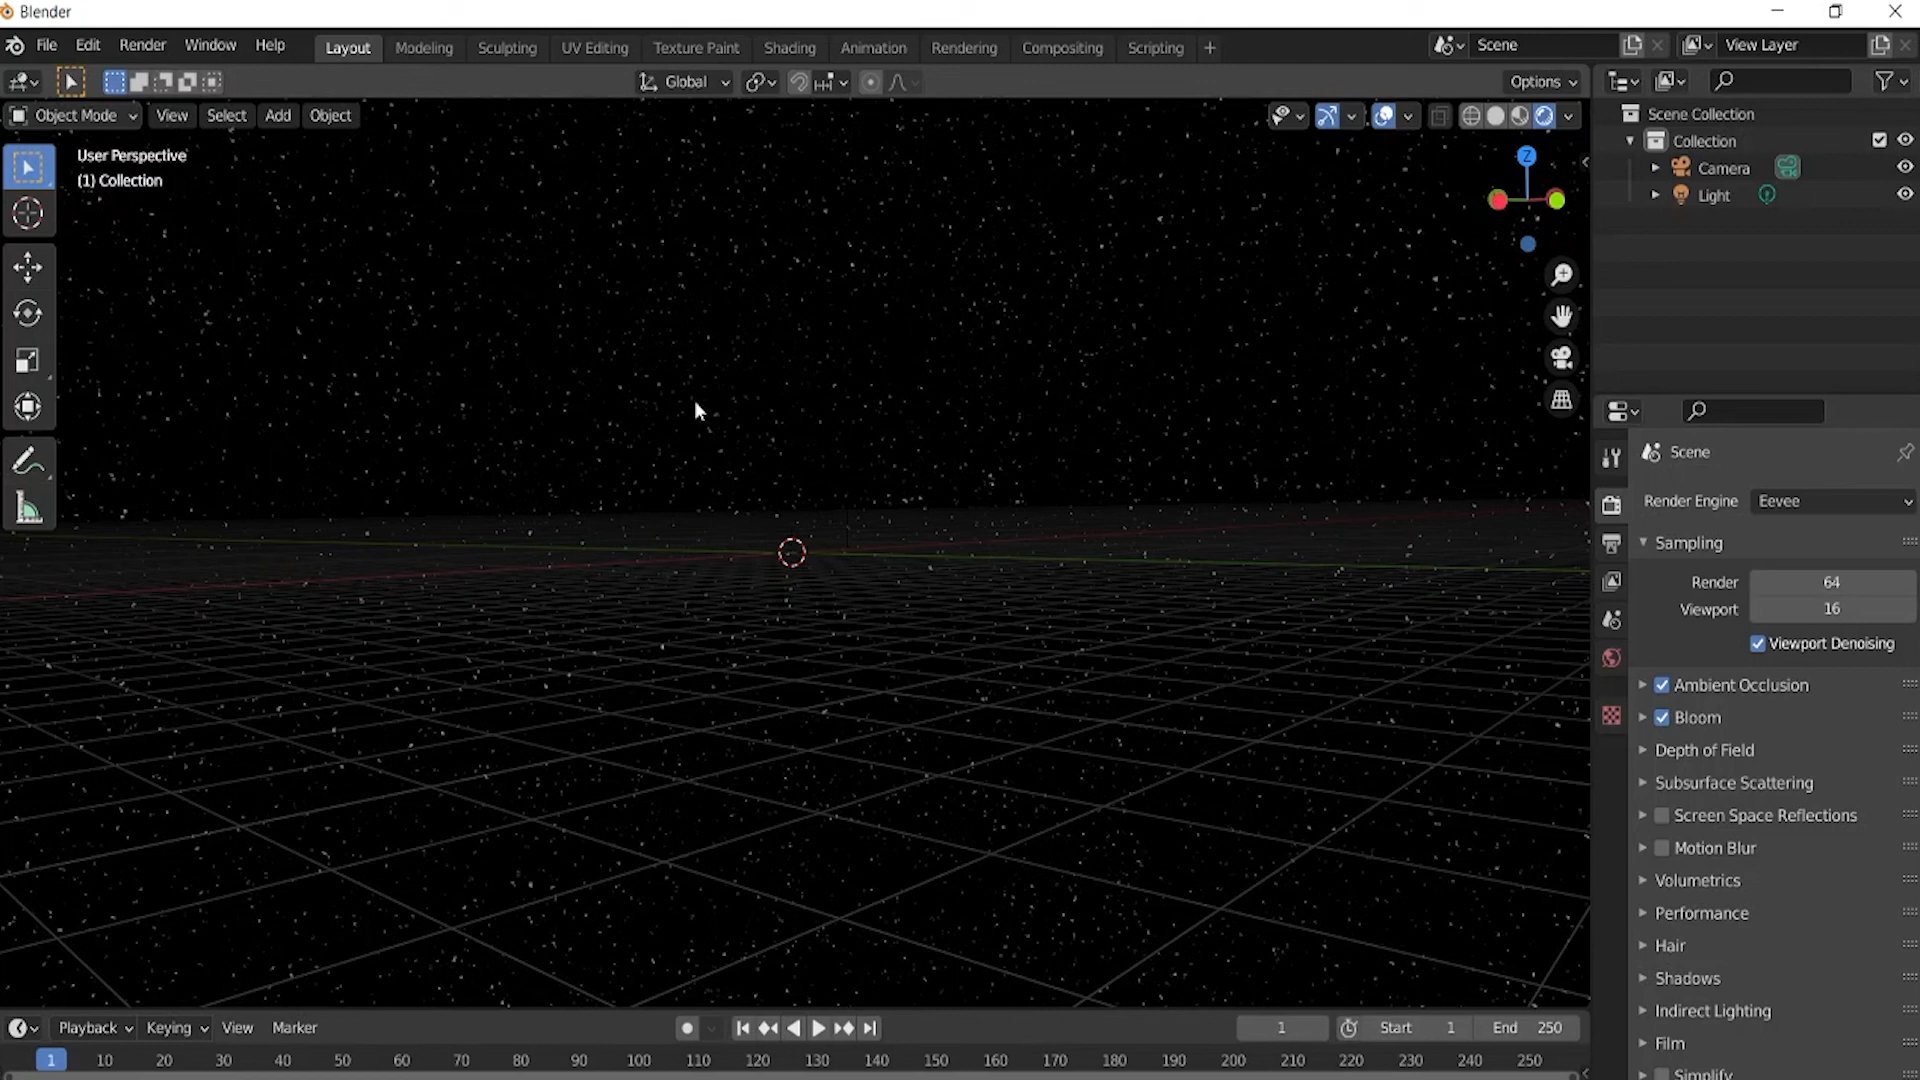 Blender
File Edit Render Window Help Layout Modeling Sculpting UV Editing Texture Paint Shading Animation Rendering Compositing Scripting + Scene View Layer
Global Options
Object Mode View Select Add Object
User Perspective
(1) Collection
Z
Scene Collection
Collection
Camera
Light
Scene
Render Engine Eevee
Sampling
Render 64
Viewport 16
Viewport Denoising
Ambient Occlusion
Bloom
Depth of Field
Subsurface Scattering
Screen Space Reflections
Motion Blur
Volumetrics
Performance
Hair
Shadows
Indirect Lighting
Film
Simplify
Playback Keying View Marker 1 Start 1 End 250
1 10 20 30 40 50 60 70 80 90 100 110 120 130 140 150 160 170 180 190 200 210 220 230 240 250